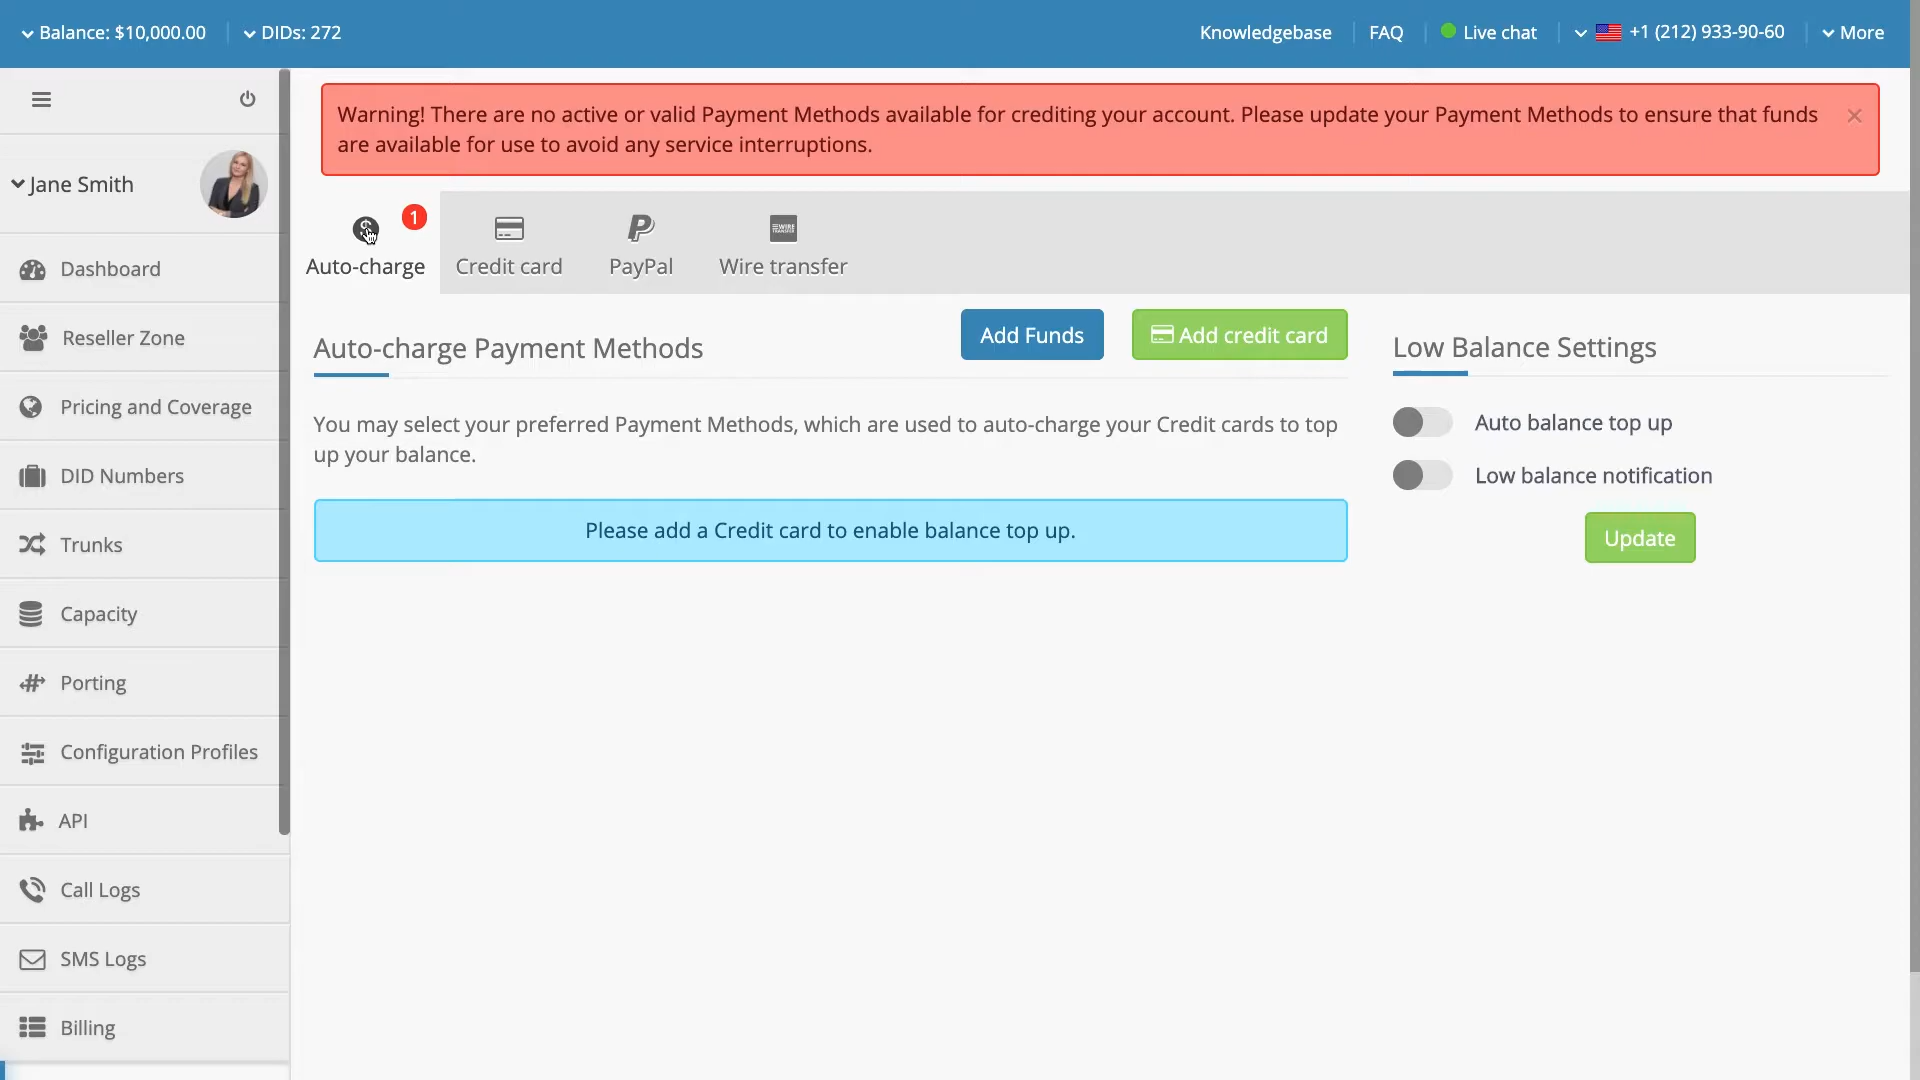 Balance: $10,000.00
DIDs: 272
Knowledgebase
FAQ
Live chat
+1 (212) 933-90-60
More
Warning! There are no active or valid Payment Methods available for crediting your account. Please update your Payment Methods to ensure that funds
are available for use to avoid any service interruptions.
×
Jane Smith
Dashboard
Reseller Zone
Pricing and Coverage
DID Numbers
Trunks
Capacity
Porting
Configuration Profiles
API
Call Logs
SMS Logs
Billing
1
Auto-charge
Credit card
PayPal
WIRE
TRANSFER
Wire transfer
Auto-charge Payment Methods
Add Funds
Add credit card
You may select your preferred Payment Methods, which are used to auto-charge your Credit cards to top
up your balance.
Please add a Credit card to enable balance top up.
Low Balance Settings
Auto balance top up
Low balance notification
Update